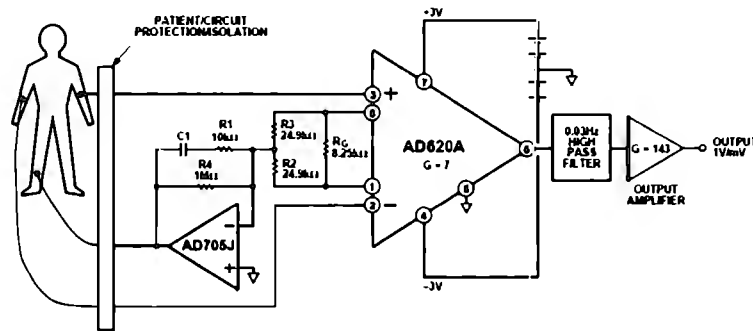 PATIENT/CIRCUIT
PROTECTION/ISOLATION
+3V
C1
R1
10kΩ
R4
1MΩ
R3
24.9kΩ
R2
24.9kΩ
RG
8.25kΩ
3
+
8
1
2
−
7
AD620A
G = 7
6
5
4
−3V
AD705J
−
+
0.03Hz
HIGH
PASS
FILTER
G = 143
OUTPUT
1V/mV
OUTPUT
AMPLIFIER